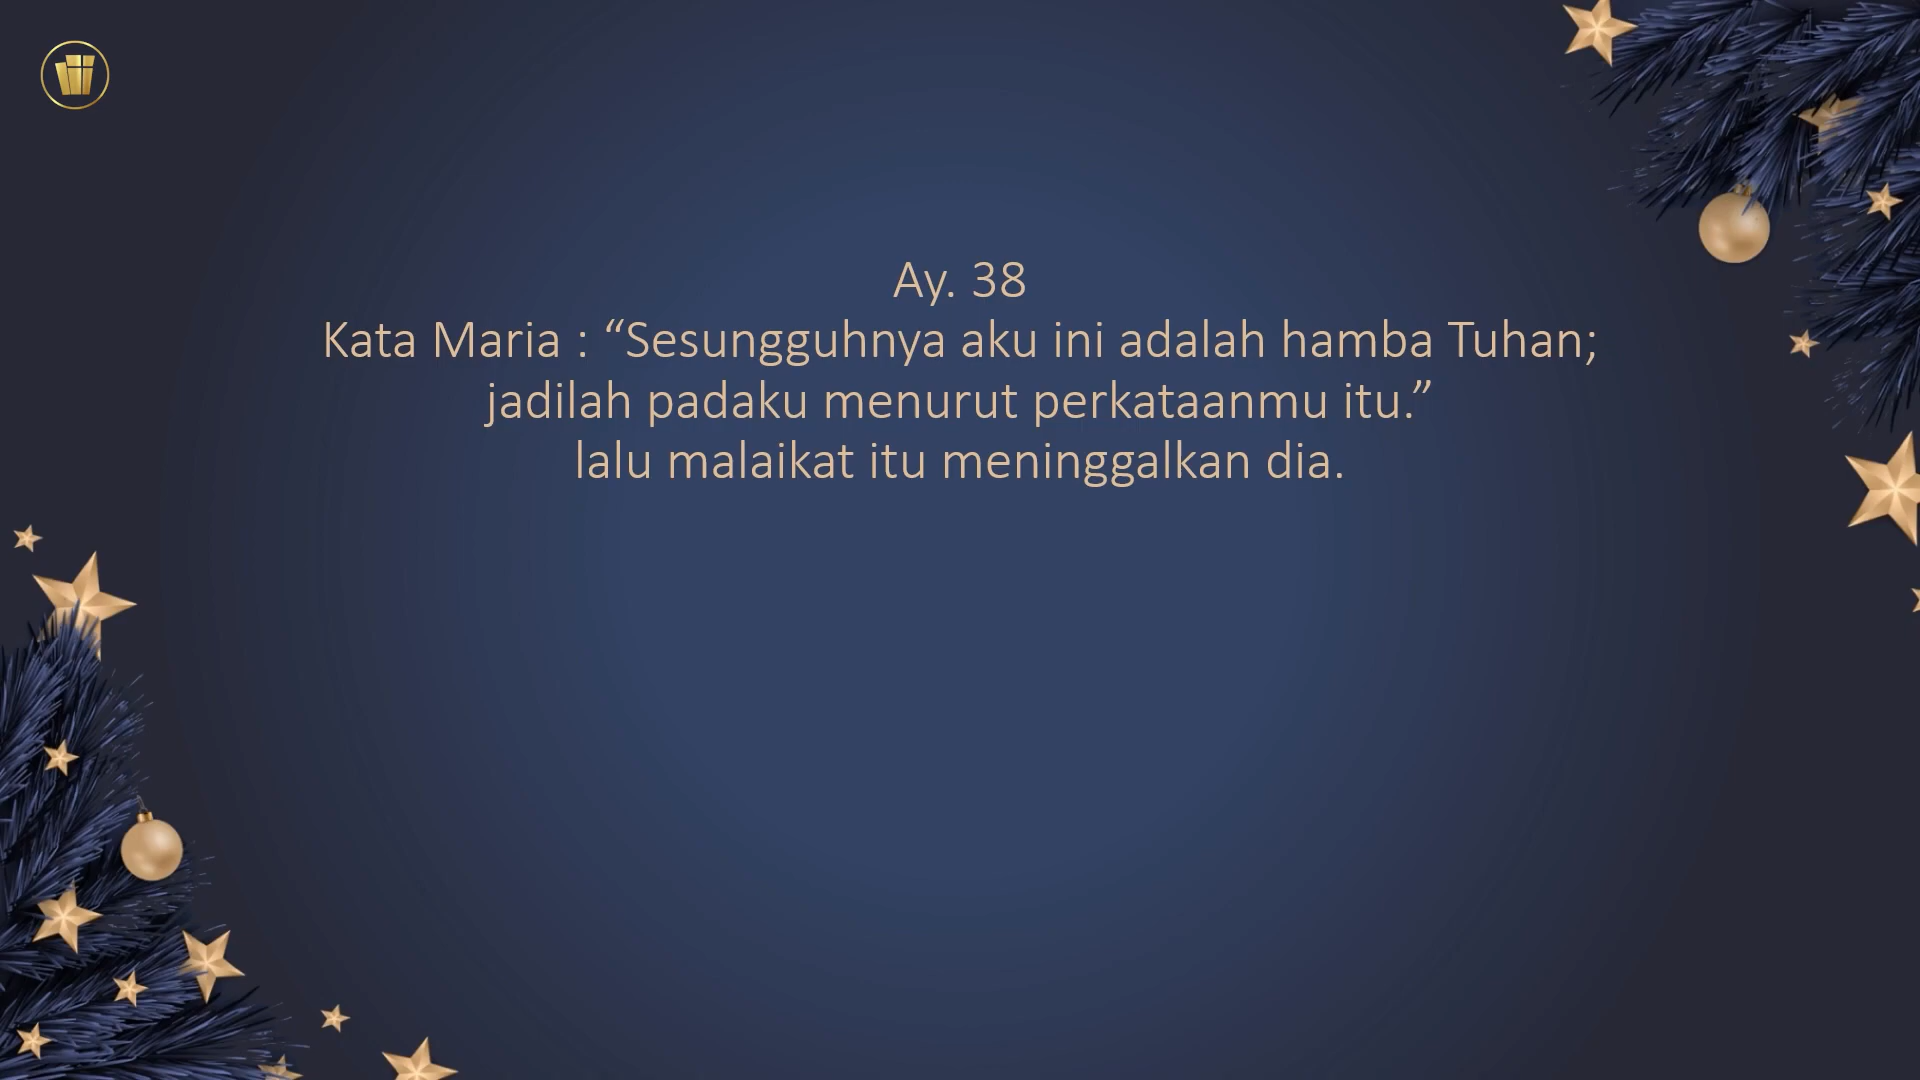 Ay. 38
Kata Maria : “Sesungguhnya aku ini adalah hamba Tuhan;
jadilah padaku menurut perkataanmu itu.”
lalu malaikat itu meninggalkan dia.